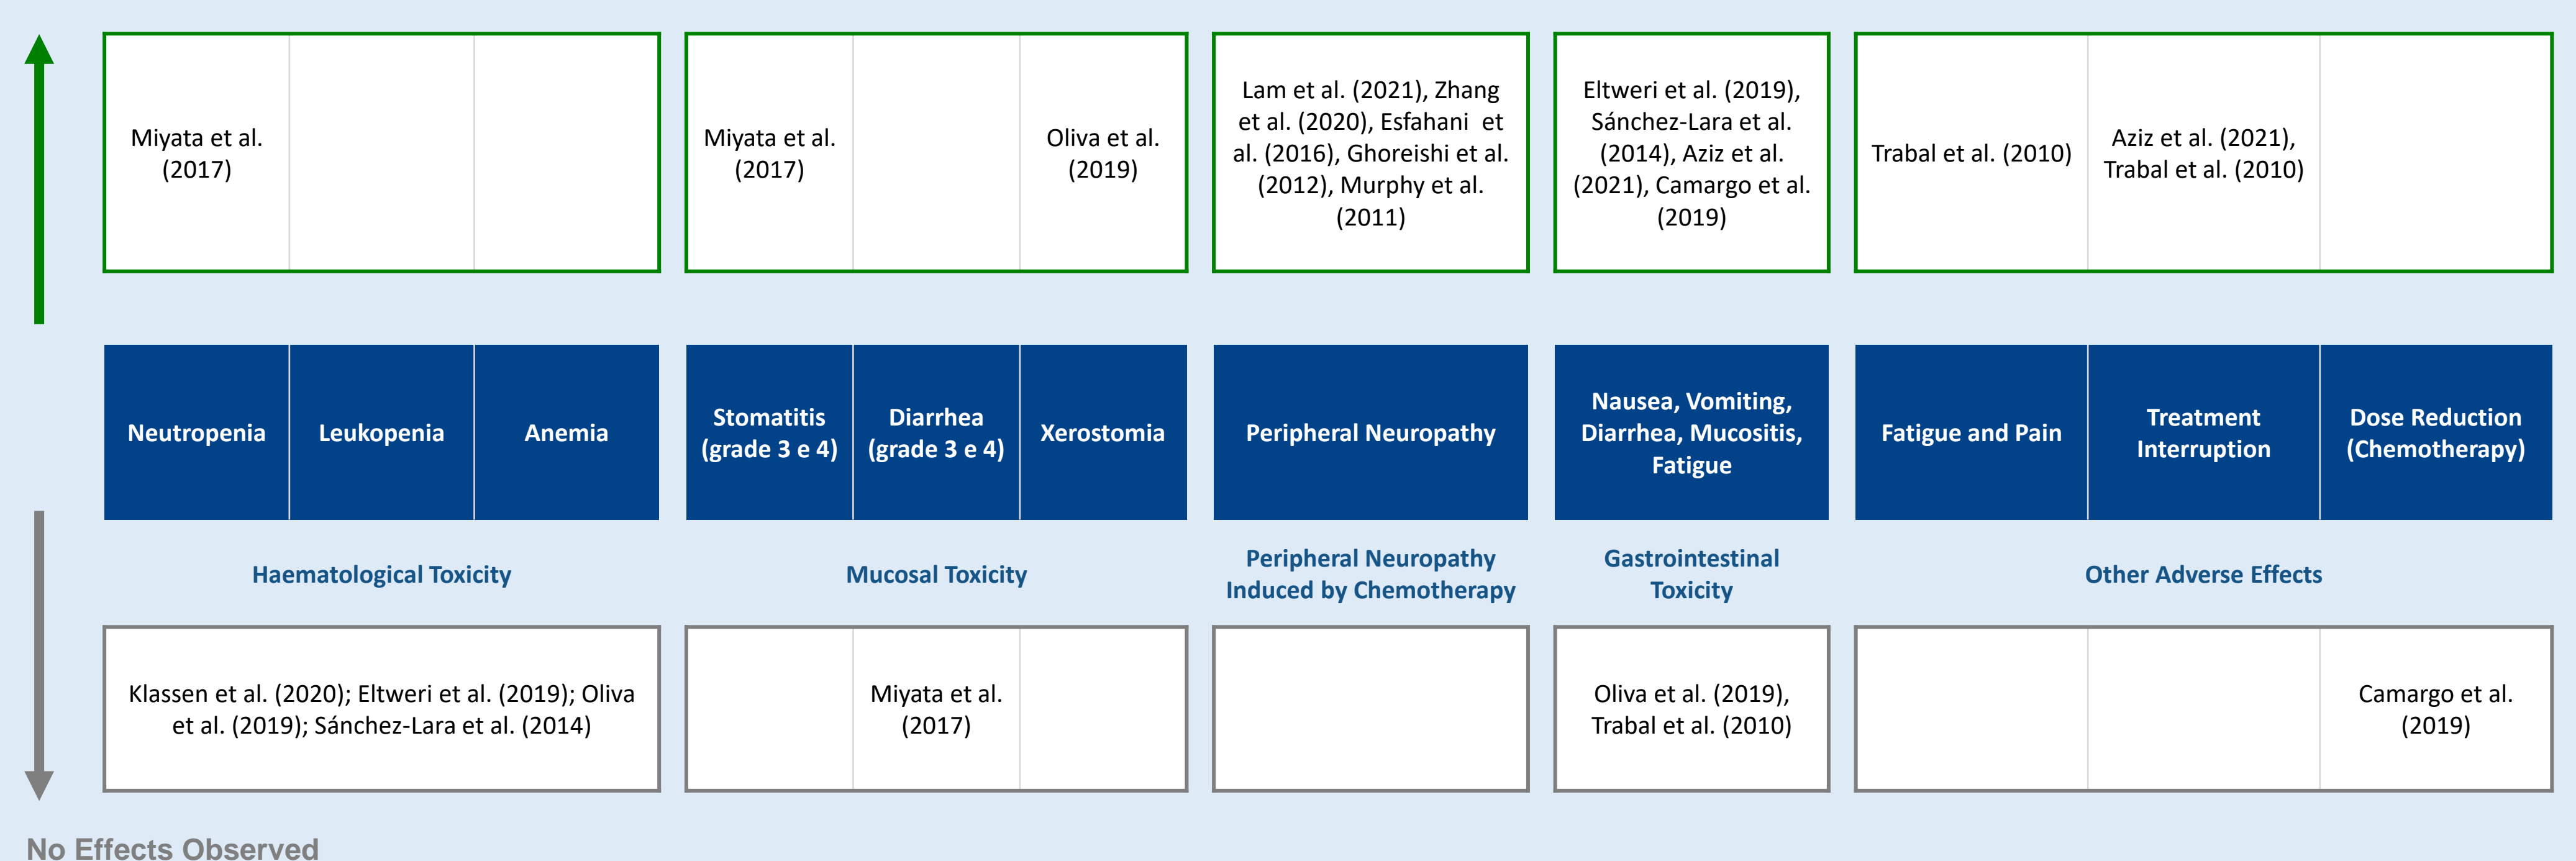 Miyata et al.
(2017)
Miyata et al.
(2017)
Oliva et al.
(2019)
Lam et al. (2021), Zhang
et al. (2020), Esfahani et
al. (2016), Ghoreishi et al.
(2012), Murphy et al.
(2011)
Eltweri et al. (2019),
Sánchez-Lara et al.
(2014), Aziz et al.
(2021), Camargo et al.
(2019)
Trabal et al. (2010)
Aziz et al. (2021),
Trabal et al. (2010)
Neutropenia
Leukopenia
Anemia
Stomatitis
(grade 3 e 4)
Diarrhea
(grade 3 e 4)
Xerostomia
Peripheral Neuropathy
Nausea, Vomiting,
Diarrhea, Mucositis,
Fatigue
Fatigue and Pain
Treatment
Interruption
Dose Reduction
(Chemotherapy)
Haematological Toxicity
Mucosal Toxicity
Peripheral Neuropathy
Induced by Chemotherapy
Gastrointestinal
Toxicity
Other Adverse Effects
Klassen et al. (2020); Eltweri et al. (2019); Oliva
et al. (2019); Sánchez-Lara et al. (2014)
Miyata et al.
(2017)
Oliva et al. (2019),
Trabal et al. (2010)
Camargo et al.
(2019)
No Effects Observed